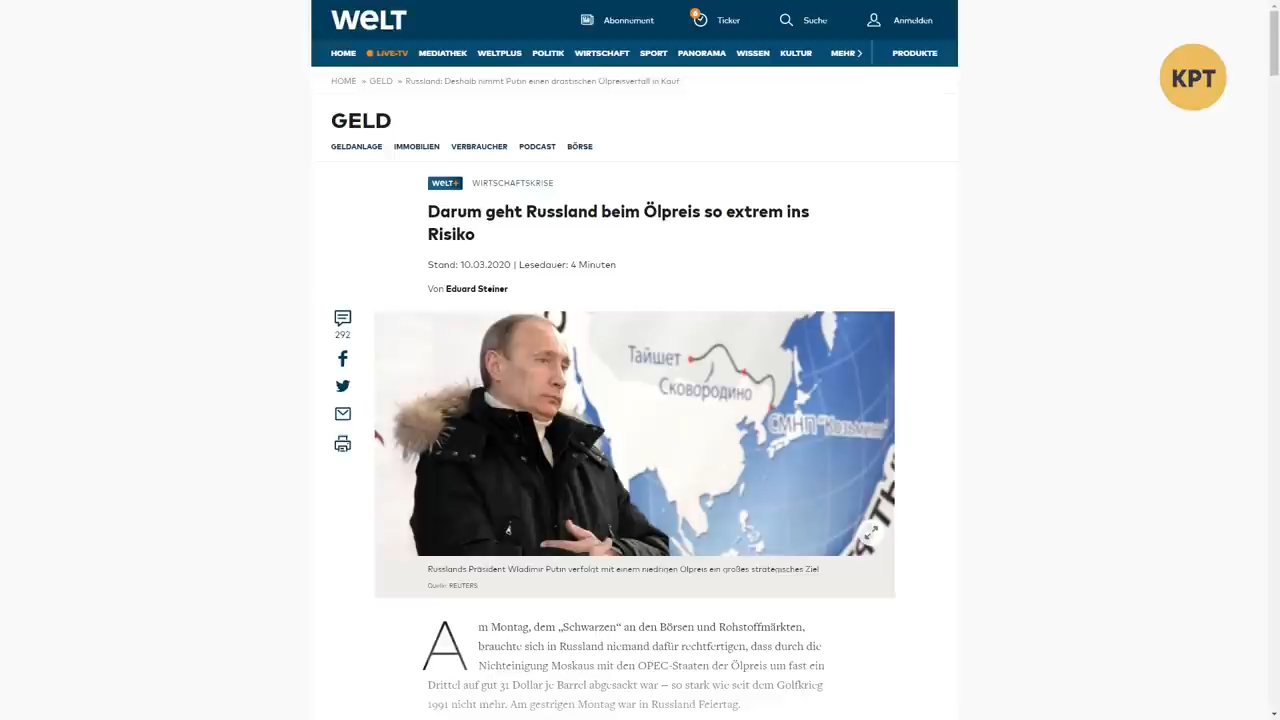 WELT
Abonnement
6
Ticker
Suche
Anmelden
HOME LIVE-TV MEDIATHEK WELTPLUS POLITIK WIRTSCHAFT SPORT PANORAMA WISSEN KULTUR MEHR PRODUKTE
KPT
HOME » GELD » Russland: Deshalb nimmt Putin einen drastischen Ölpreisverfall in Kauf
GELD
GELDANLAGE IMMOBILIEN VERBRAUCHER PODCAST BÖRSE
WELT+ WIRTSCHAFTSKRISE
Darum geht Russland beim Ölpreis so extrem ins
Risiko
Stand: 10.03.2020 | Lesedauer: 4 Minuten
Von Eduard Steiner
292
Тайшет
Сковородино
СМНП
Russlands Präsident Wladimir Putin verfolgt mit einem niedrigen Ölpreis ein großes strategisches Ziel
Quelle: REUTERS
Am Montag, dem „Schwarzen“ an den Börsen und Rohstoffmärkten,
brauchte sich in Russland niemand dafür rechtfertigen, dass durch die
Nichteinigung Moskaus mit den OPEC-Staaten der Ölpreis um fast ein
Drittel auf gut 31 Dollar je Barrel abgesackt war – so stark wie seit dem Golfkrieg
1991 nicht mehr. Am gestrigen Montag war in Russland Feiertag.